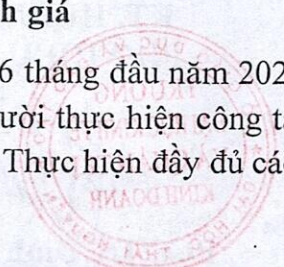 h giá
6 tháng đầu năm 202
ười thực hiện công t
Thực hiện đầy đủ cá